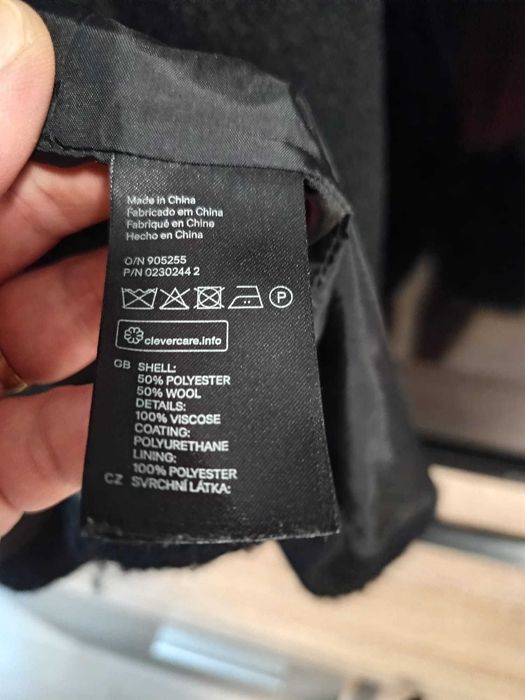 Made in China
Fabricado em China
Fabriqué en Chine
Hecho en China
O/N 905255
P/N 0230244 2
P
clevercare.info
GB SHELL:
50% POLYESTER
50% WOOL
DETAILS:
100% VISCOSE
COATING:
POLYURETHANE
LINING:
100% POLYESTER
CZ SVRCHNÍ LÁTKA: